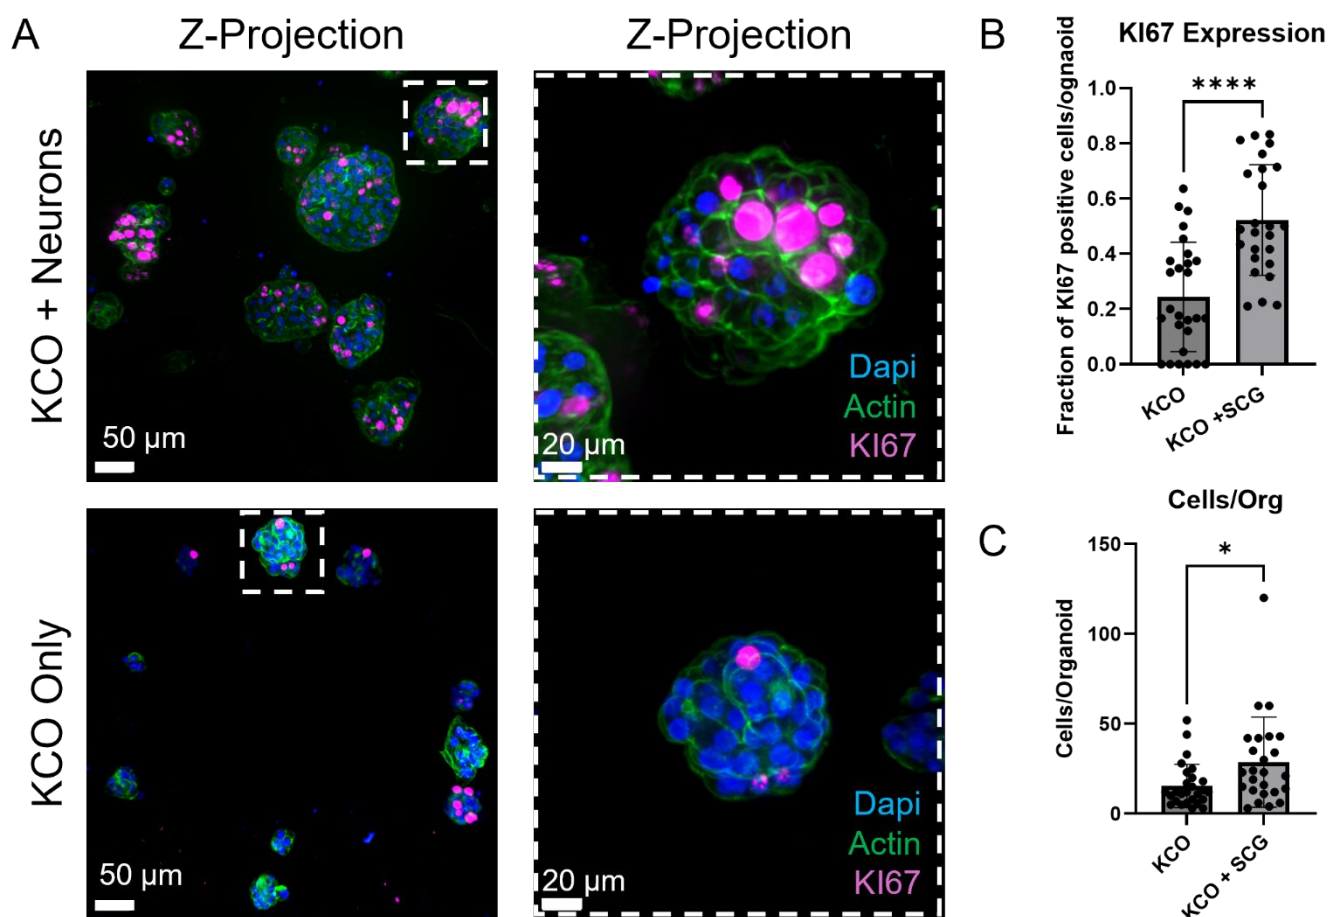 A
Z-Projection
Z-Projection
KCO + Neurons
50 µm
20 µm
Dapi
Actin
KI67
KCO Only
50 µm
20 µm
Dapi
Actin
KI67
B
KI67 Expression
Fraction of KI67 positive cells/ognaoid
1.0
0.8
0.6
0.4
0.2
0.0
****
KCO
KCO +SCG
C
Cells/Org
Cells/Organoid
150
100
50
0
*
KCO
KCO + SCG